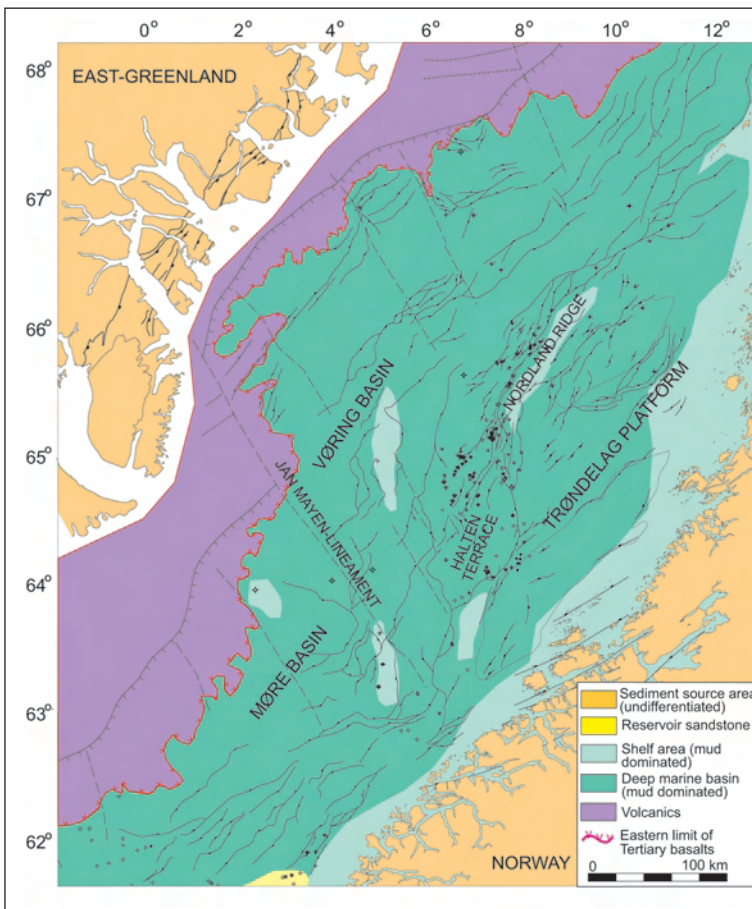 0° 2° 4° 6° 8° 10° 12°
68°
67°
66°
65°
64°
63°
62°
EAST-GREENLAND
NORDLAND RIDGE
VØRING BASIN
TRØNDELAG PLATFORM
JAN MAYEN-LINEAMENT
HALTEN
TERRACE
MØRE BASIN
NORWAY
Sediment source area
(undifferentiated)
Reservoir sandstone
Shelf area (mud
dominated)
Deep marine basin
(mud dominated)
Volcanics
Eastern limit of
Tertiary basalts
0 100 km